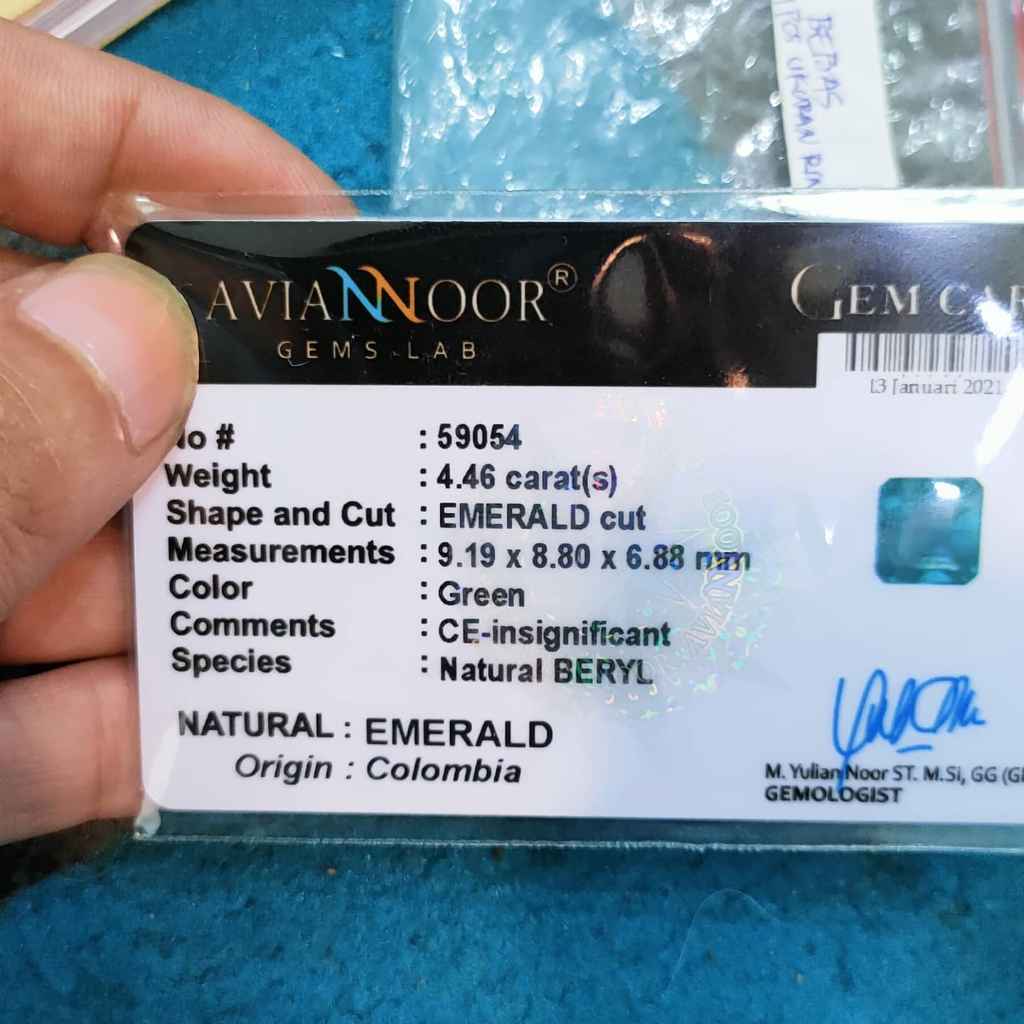 BEBAS
UKURAN
AVIANNOOR®
GEMS LAB
GEM
13 Januari 2021
No # : 59054
Weight : 4.46 carat(s)
Shape and Cut : EMERALD cut
Measurements : 9.19 x 8.80 x 6.88 mm
Color : Green
Comments : CE-insignificant
Species : Natural BERYL
NATURAL : EMERALD
Origin : Colombia
M. Yulian Noor ST. M.Si, GG
GEMOLOGIST